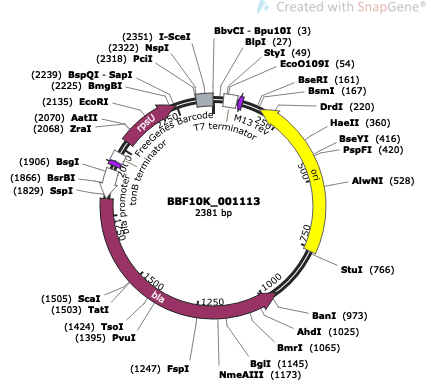 Created with SnapGene®
(2351) I-SceI
(2322) NspI
(2318) PciI
(2239) BspQI - SapI
(2225) BmgBI
(2135) EcoRI
(2070) AatII
(2068) ZraI
(1906) BsgI
(1866) BsrBI
(1829) SspI
(1505) ScaI
(1503) TatI
(1424) TsoI
(1395) PvuI
(1247) FspI
BbvCI - Bpu10I (3)
BlpI (27)
StyI (49)
EcoO109I (54)
BseRI (161)
BsmI (167)
DrdI (220)
HaeII (360)
BseYI (416)
PspFI (420)
AlwNI (528)
StuI (766)
BanI (973)
AhdI (1025)
BmrI (1065)
BglI (1145)
NmeAIII (1173)
rpsU
FreeGenes Barcode
T7 terminator
M13 rev
tonB terminator
bla promoter
ori
bla
250
500
750
1000
1250
1500
BBF10K_001113
2381 bp